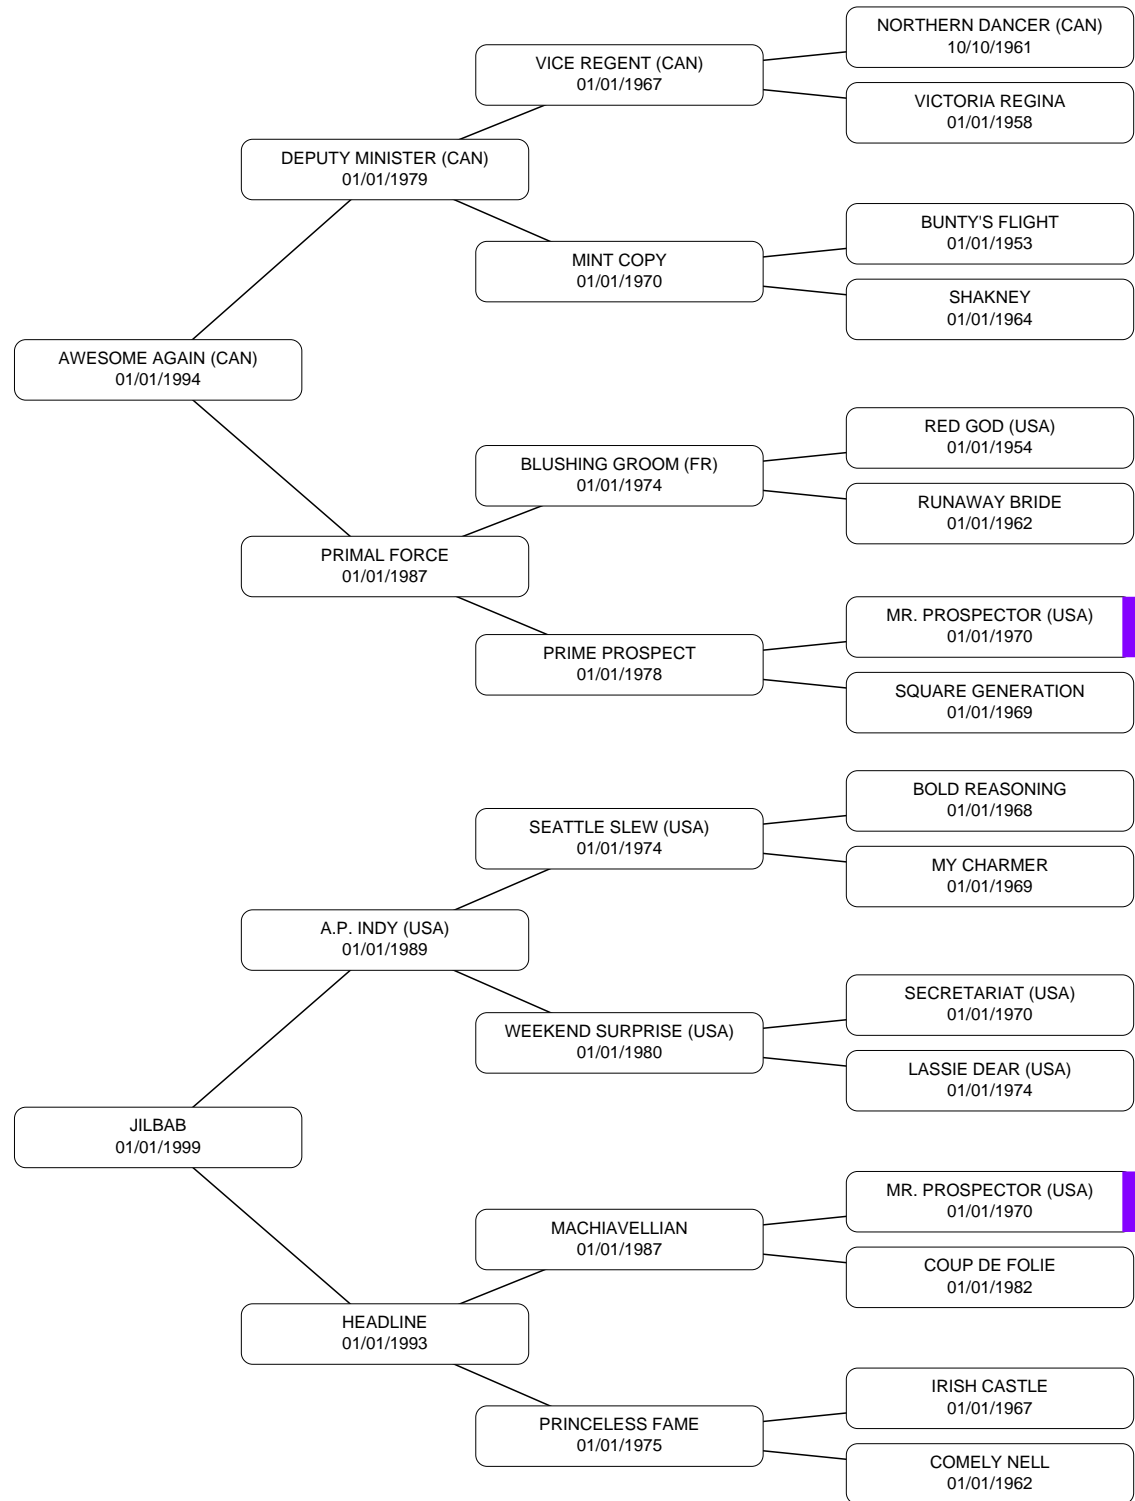 NORTHERN DANCER (CAN)
10/10/1961
VICE REGENT (CAN)
01/01/1967
VICTORIA REGINA
01/01/1958
DEPUTY MINISTER (CAN)
01/01/1979
BUNTY'S FLIGHT
01/01/1953
MINT COPY
01/01/1970
SHAKNEY
01/01/1964
AWESOME AGAIN (CAN)
01/01/1994
RED GOD (USA)
01/01/1954
BLUSHING GROOM (FR)
01/01/1974
RUNAWAY BRIDE
01/01/1962
PRIMAL FORCE
01/01/1987
MR. PROSPECTOR (USA)
01/01/1970
PRIME PROSPECT
01/01/1978
SQUARE GENERATION
01/01/1969
BOLD REASONING
01/01/1968
SEATTLE SLEW (USA)
01/01/1974
MY CHARMER
01/01/1969
A.P. INDY (USA)
01/01/1989
SECRETARIAT (USA)
01/01/1970
WEEKEND SURPRISE (USA)
01/01/1980
LASSIE DEAR (USA)
01/01/1974
JILBAB
01/01/1999
MR. PROSPECTOR (USA)
01/01/1970
MACHIAVELLIAN
01/01/1987
COUP DE FOLIE
01/01/1982
HEADLINE
01/01/1993
IRISH CASTLE
01/01/1967
PRINCELESS FAME
01/01/1975
COMELY NELL
01/01/1962